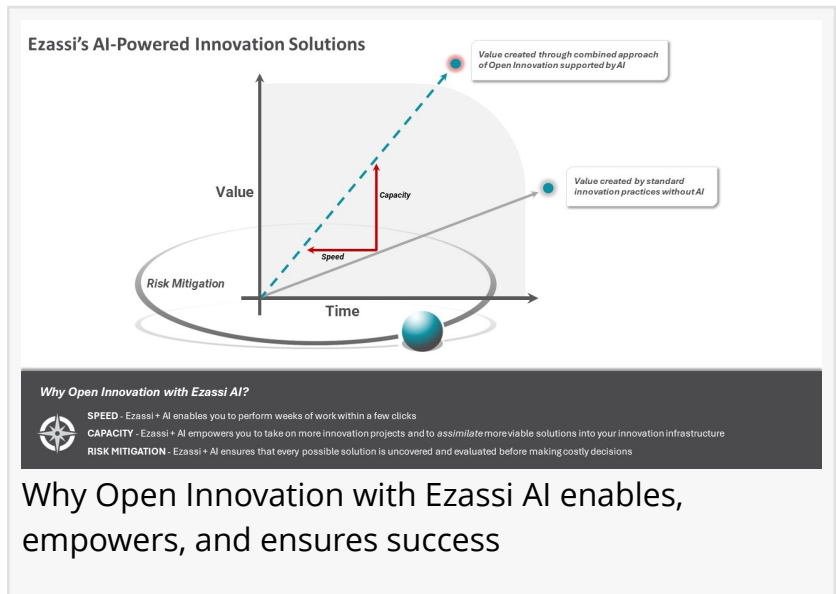 Ezassi's AI-Powered Innovation Solutions
Value created through combined approach
of Open Innovation supported by AI
Value
Capacity
Value created by standard
innovation practices without AI
Speed
Risk Mitigation
Time
Why Open Innovation with Ezassi AI?
SPEED - Ezassi + AI enables you to perform weeks of work within a few clicks
CAPACITY - Ezassi + AI empowers you to take on more innovation projects and to assimilate more viable solutions into your innovation infrastructure
RISK MITIGATION - Ezassi + AI ensures that every possible solution is uncovered and evaluated before making costly decisions
Why Open Innovation with Ezassi AI enables,
empowers, and ensures success